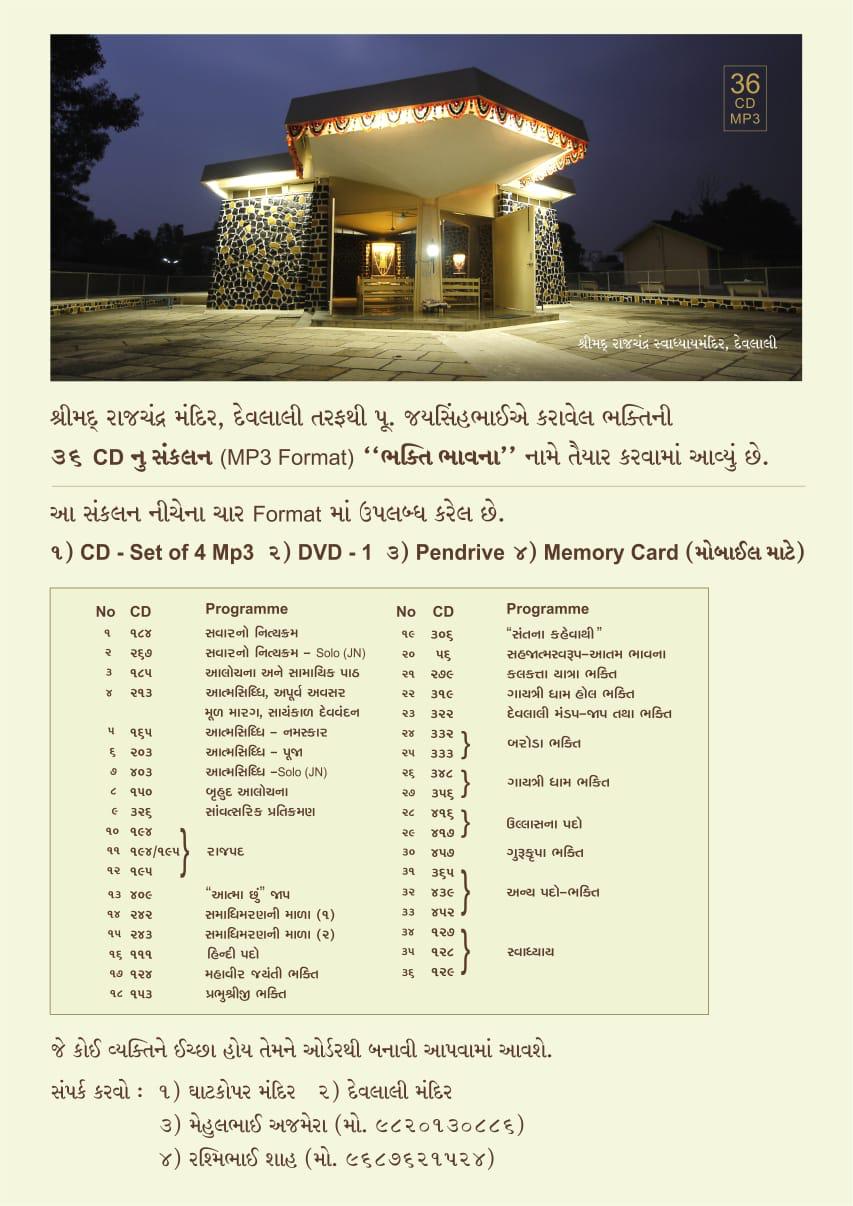 36
CD
MP3
શ્રીમદ્ રાજચંદ્ર સ્વાધ્યાયમંદિર, દેવલાલી
શ્રીમદ્ રાજચંદ્ર મંદિર, દેવલાલી તરફથી પૂ. જયસિંહભાઈએ કરાવેલ ભક્તિની
૩૬ CD નુ સંકલન (MP3 Format) “ભક્તિ ભાવના” નામે તૈયાર કરવામાં આવ્યું છે.
આ સંકલન નીચેના ચાર Format માં ઉપલબ્ધ કરેલ છે.
૧) CD - Set of 4 Mp3 ૨) DVD - 1 ૩) Pendrive ૪) Memory Card (મોબાઈલ માટે)
No CD Programme
૧ ૧૮૪ સવારનો નિત્યક્રમ
૨ ૨૬૭ સવારનો નિત્યક્રમ – Solo (JN)
૩ ૧૮૫ આલોચના અને સામાયિક પાઠ
૪ ૨૧૩ આત્મસિધ્ધિ, અપૂર્વ અવસર
મૂળ મારગ, સાયંકાળ દેવવંદન
૫ ૧૬૫ આત્મસિધ્ધિ – નમસ્કાર
૬ ૨૦૩ આત્મસિધ્ધિ – પૂજા
૭ ૪૦૩ આત્મસિધ્ધિ –Solo (JN)
૮ ૧૫૦ બૃહુદ આલોચના
૯ ૩૨૬ સાંવત્સરિક પ્રતિક્રમણ
૧૦ ૧૯૪
૧૧ ૧૯૪/૧૯૫ રાજપદ
૧૨ ૧૯૫
૧૩ ૪૦૯ “આત્મા છું” જાપ
૧૪ ૨૪૨ સમાધિમરણની માળા (૧)
૧૫ ૨૪૩ સમાધિમરણની માળા (૨)
૧૬ ૧૧૧ હિન્દી પદો
૧૭ ૧૨૪ મહાવીર જયંતી ભક્તિ
૧૮ ૧૫૩ પ્રભુશ્રીજી ભક્તિ
No CD Programme
૧૯ ૩૦૬ “સંતના કહેવાથી”
૨૦ ૫૬ સહજાત્મસ્વરૂપ–આતમ ભાવના
૨૧ ૨૭૯ કલકત્તા યાત્રા ભક્તિ
૨૨ ૩૧૯ ગાયત્રી ધામ હોલ ભક્તિ
૨૩ ૩૨૨ દેવલાલી મંડપ–જાપ તથા ભક્તિ
૨૪ ૩૩૨
બરોડા ભક્તિ
૨૫ ૩૩૩
૨૬ ૩૪૮
ગાયત્રી ધામ ભક્તિ
૨૭ ૩૫૬
૨૮ ૪૧૬
ઉલ્લાસના પદો
૨૯ ૪૧૭
૩૦ ૪૫૭ ગુરૂકૃપા ભક્તિ
૩૧ ૩૬૫
૩૨ ૪૩૯ અન્ય પદો–ભક્તિ
૩૩ ૪૫૨
૩૪ ૧૨૭
૩૫ ૧૨૮ સ્વાધ્યાય
૩૬ ૧૨૯
જે કોઈ વ્યક્તિને ઈચ્છા હોય તેમને ઓર્ડરથી બનાવી આપવામાં આવશે.
સંપર્ક કરવો : ૧) ઘાટકોપર મંદિર ૨) દેવલાલી મંદિર
૩) મેહુલભાઈ અજમેરા (મો. ૯૮૨૦૧૩૦૮૮૬)
૪) રશ્મિભાઈ શાહ (મો. ૯૬૮૭૬૨૧૫૨૪)